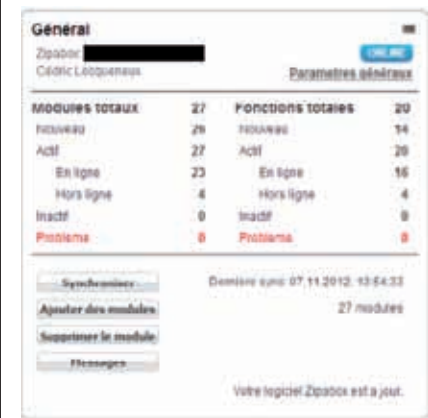 Général
Zipabox
ONLINE
Cédric Locqueneux
Parametres généraux
Modules totaux 27 Fonctions totales 20
Nouveau 26 Nouveau 14
Actif 27 Actif 20
En ligne 23 En ligne 16
Hors ligne 4 Hors ligne 4
Inactif 0 Inactif 0
Probleme 0 Probleme 0
Synchroniser Derniere sync: 07.11.2012. 13:54:33
Ajouter des modules 27 modules
Supprimer le module
Messages
Votre logiciel Zipabox est a jour.